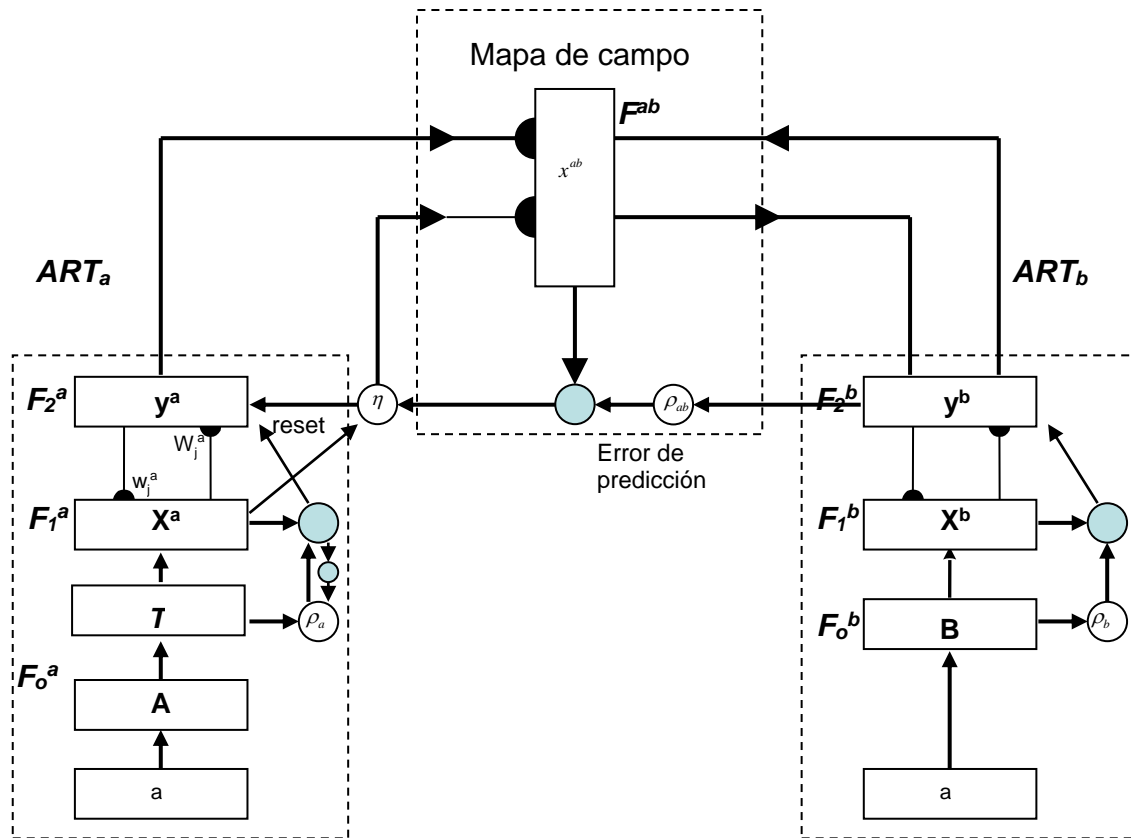 Mapa de campo
F^ab
x^ab
ART_a
ART_b
F_2^a
y^a
η
ρ_ab
F_2^b
y^b
reset
W_j^a
Error de
predicción
w_j^a
F_1^a
X^a
F_1^b
X^b
T
ρ_a
F_o^b
B
ρ_b
F_o^a
A
a
a